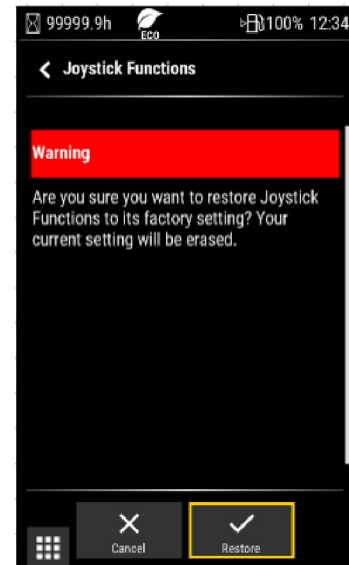 99999.9h ECO 100% 12:34
Joystick Functions
Warning
Are you sure you want to restore Joystick
Functions to its factory setting? Your
current setting will be erased.
Cancel Restore